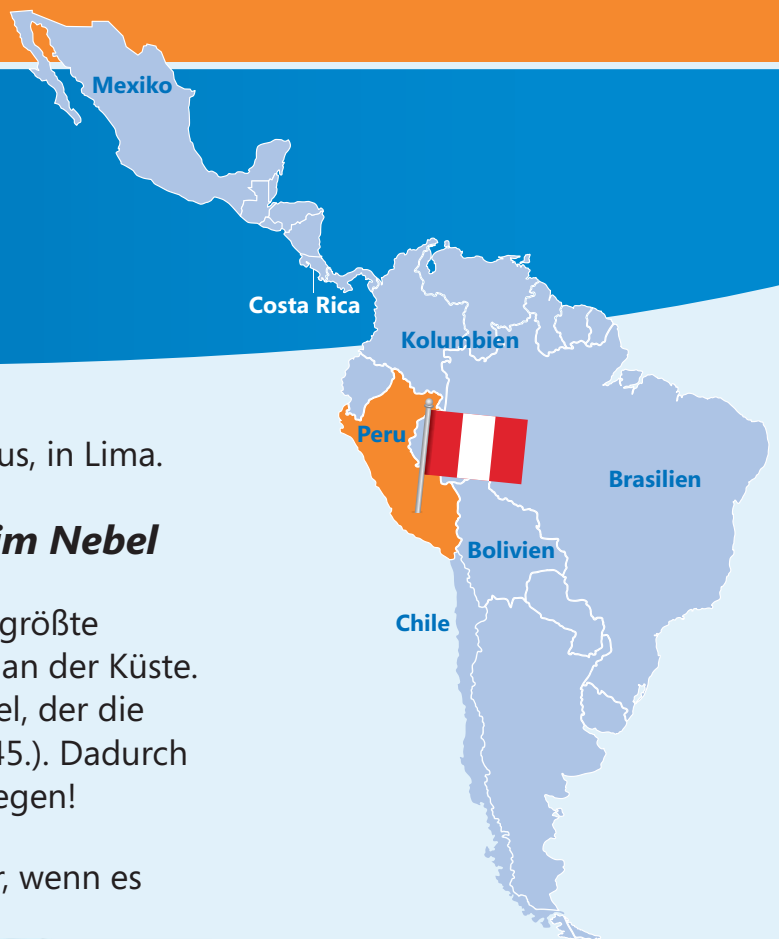 Mexiko
Costa Rica
Kolumbien
Peru
Brasilien
Bolivien
Chile
us, in Lima.
im Nebel
größte
an der Küste.
el, der die
45.). Dadurch
egen!
r, wenn es